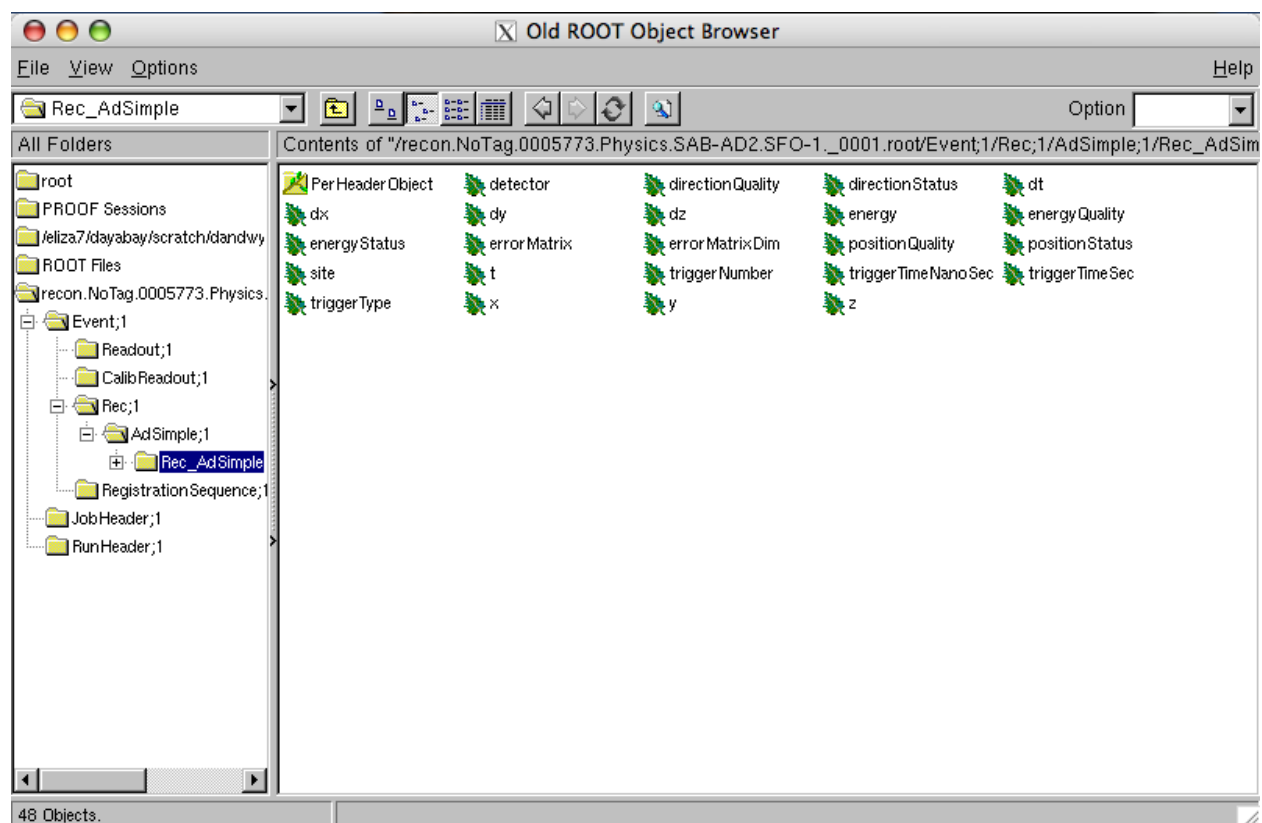 Old ROOT Object Browser
File View Options Help
Rec_AdSimple Option
All Folders
Contents of "/recon.NoTag.0005773.Physics.SAB-AD2.SFO-1._0001.root/Event;1/Rec;1/AdSimple;1/Rec_AdSim
root
PROOF Sessions
/eliza7/dayabay/scratch/dandwy
ROOT Files
recon.NoTag.0005773.Physics.
Event;1
Readout;1
CalibReadout;1
Rec;1
AdSimple;1
Rec_AdSimple
RegistrationSequence;1
JobHeader;1
RunHeader;1
PerHeaderObject detector directionQuality directionStatus dt
dx dy dz energy energyQuality
energyStatus errorMatrix errorMatrixDim positionQuality positionStatus
site t triggerNumber triggerTimeNanoSec triggerTimeSec
triggerType x y z
48 Objects.